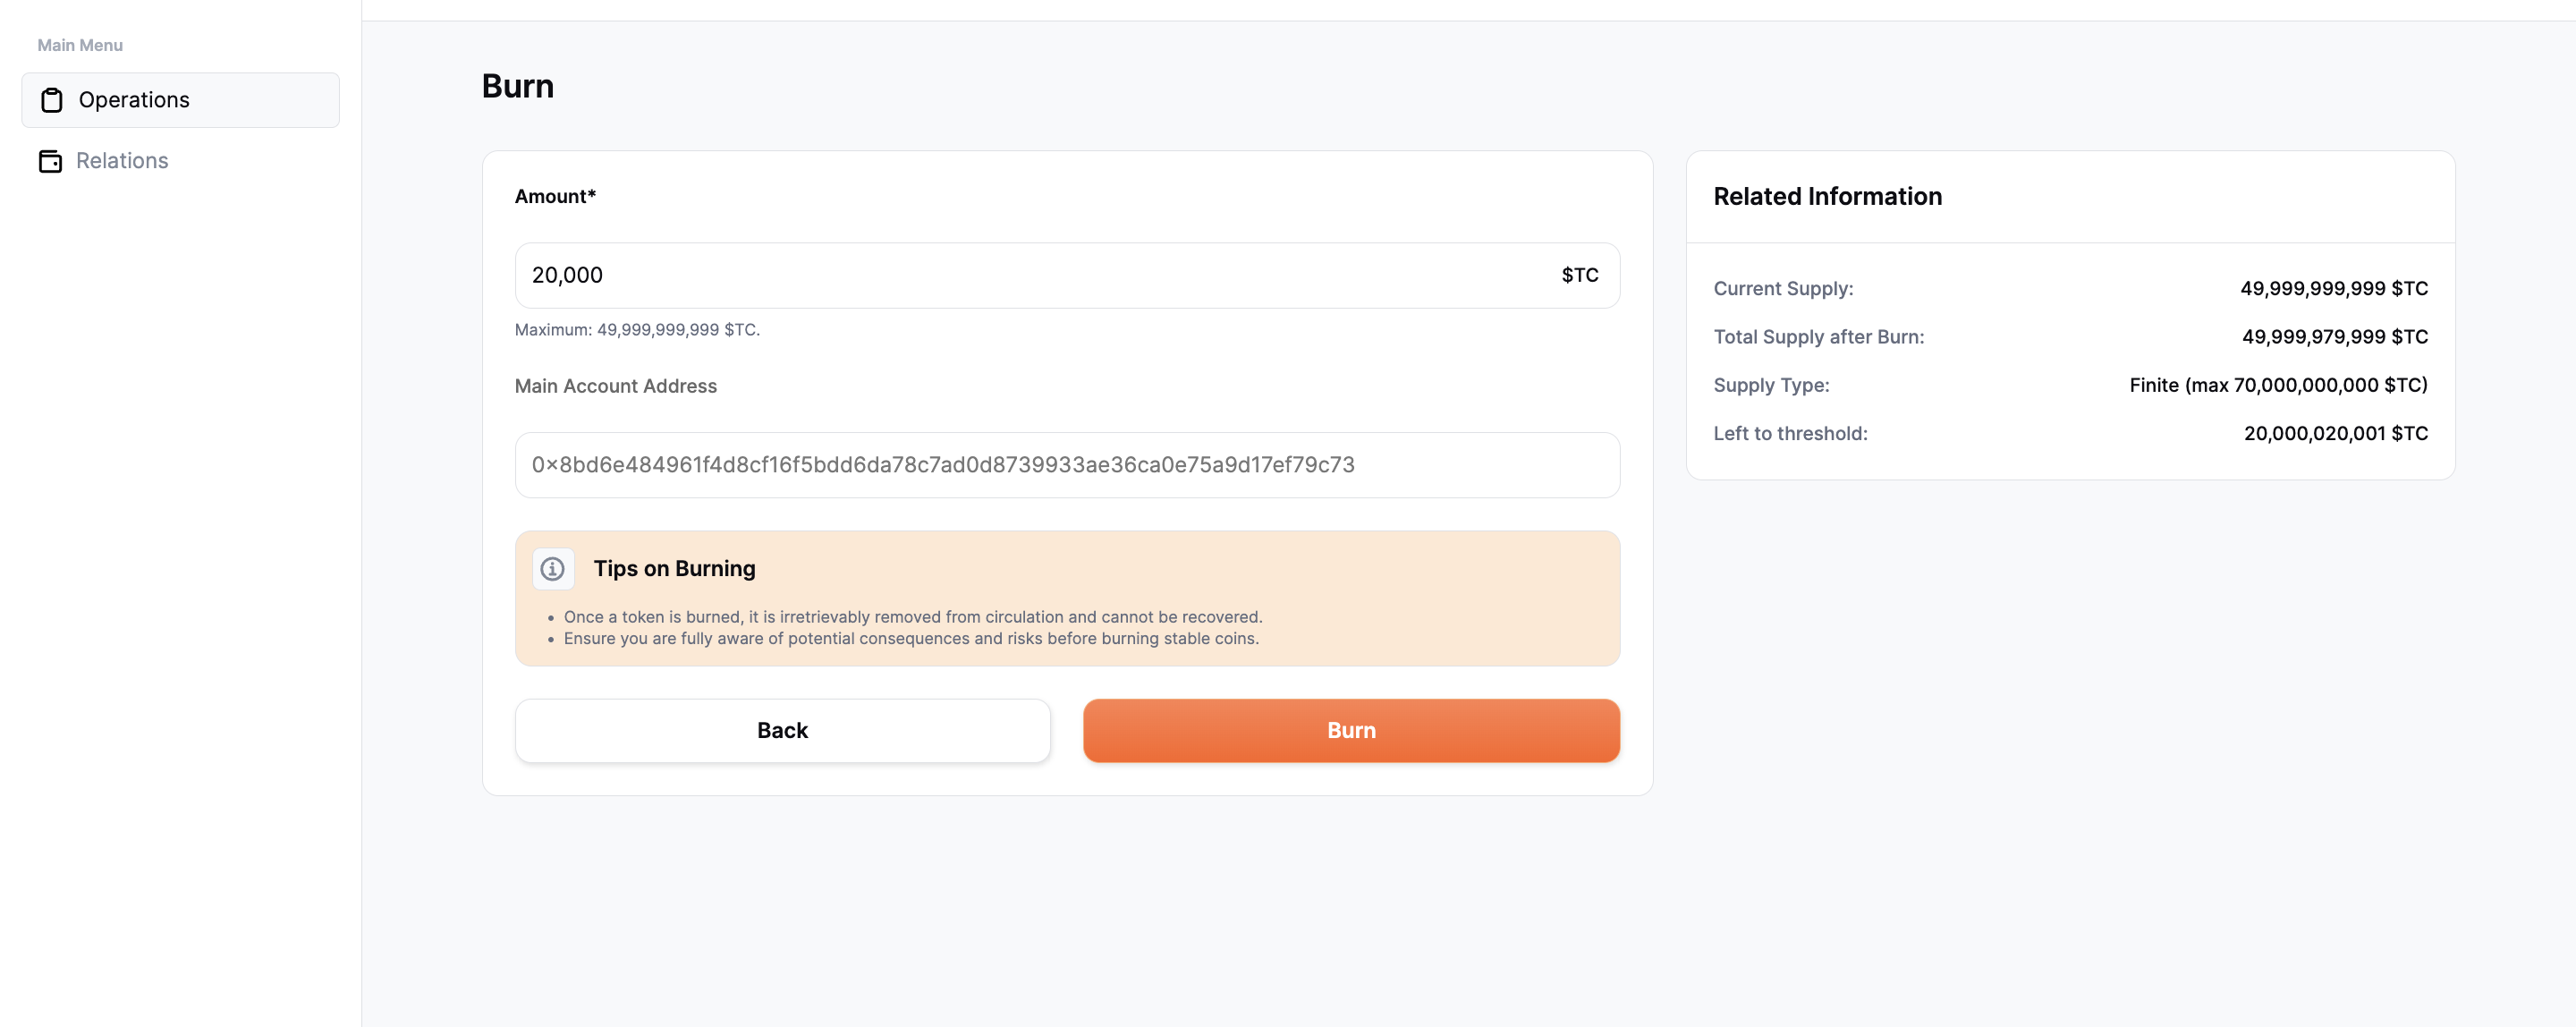 Main Menu
Operations
Relations
Burn
Amount*
20,000 $TC
Maximum: 49,999,999,999 $TC.
Main Account Address
0x8bd6e484961f4d8cf16f5bdd6da78c7ad0d8739933ae36ca0e75a9d17ef79c73
Tips on Burning
• Once a token is burned, it is irretrievably removed from circulation and cannot be recovered.
• Ensure you are fully aware of potential consequences and risks before burning stable coins.
Back
Burn
Related Information
Current Supply: 49,999,999,999 $TC
Total Supply after Burn: 49,999,979,999 $TC
Supply Type: Finite (max 70,000,000,000 $TC)
Left to threshold: 20,000,020,001 $TC